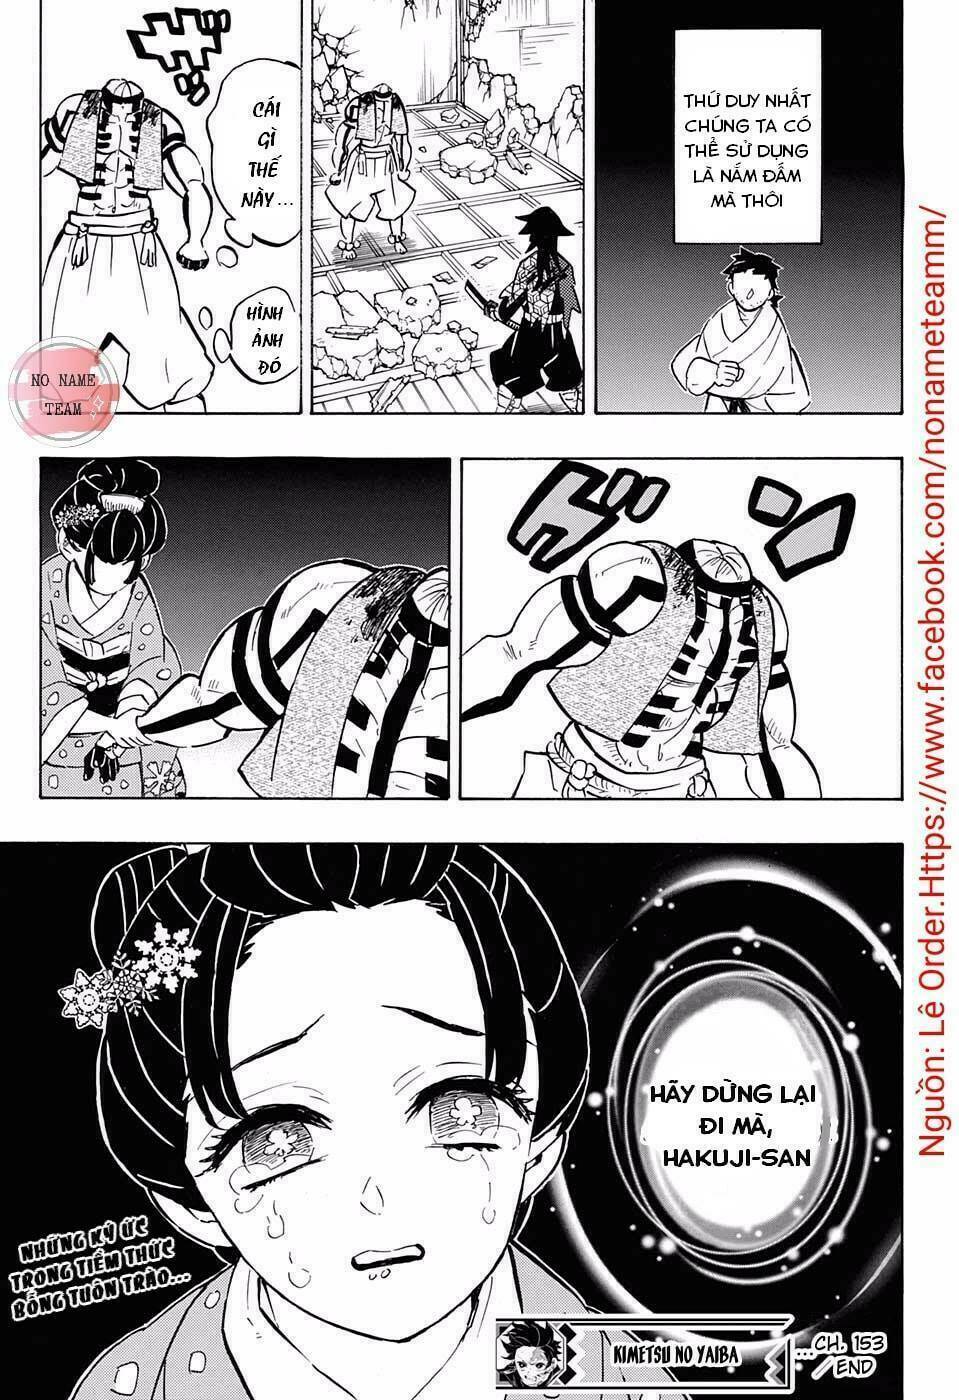 THỨ DUY NHẤT
CHÚNG TA CÓ
THỂ SỬ DỤNG
LÀ NẮM ĐẤM
MÀ THÔI
CÁI
GÌ
THẾ
NÀY...
HÌNH
ẢNH
ĐÓ
NO NAME
TEAM
HÃY DỪNG LẠI
ĐI MÀ,
HAKUJI-SAN
NHỮNG KÝ ỨC
TRONG TIỀM THỨC
BỖNG TUÔN TRÀO...
KIMETSU NO YAIBA
...CH. 153
END
Nguồn: Lê Order.Https://www.facebook.com/nonameteamm/